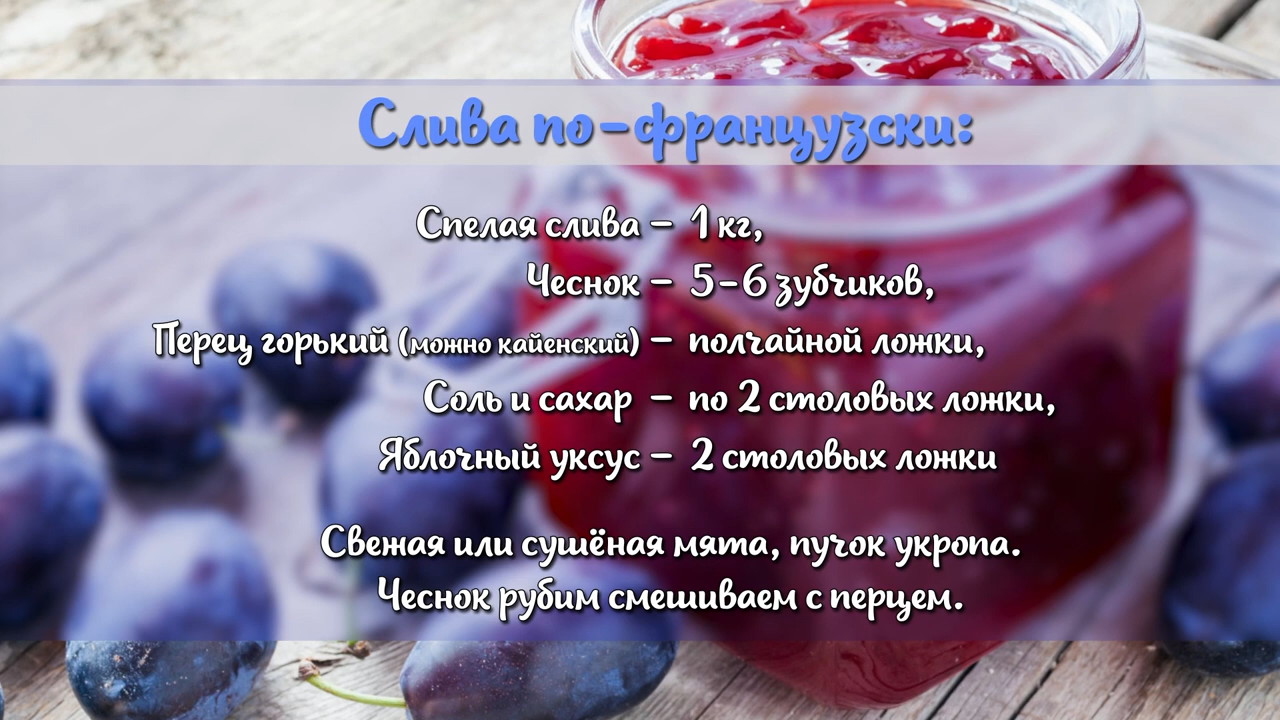 Слива по-французски:
Спелая слива – 1 кг,
Чеснок – 5-6 зубчиков,
Перец горький (можно кайенский) – полчайной ложки,
Соль и сахар – по 2 столовых ложки,
Яблочный уксус – 2 столовых ложки
Свежая или сушёная мята, пучок укропа.
Чеснок рубим смешиваем с перцем.